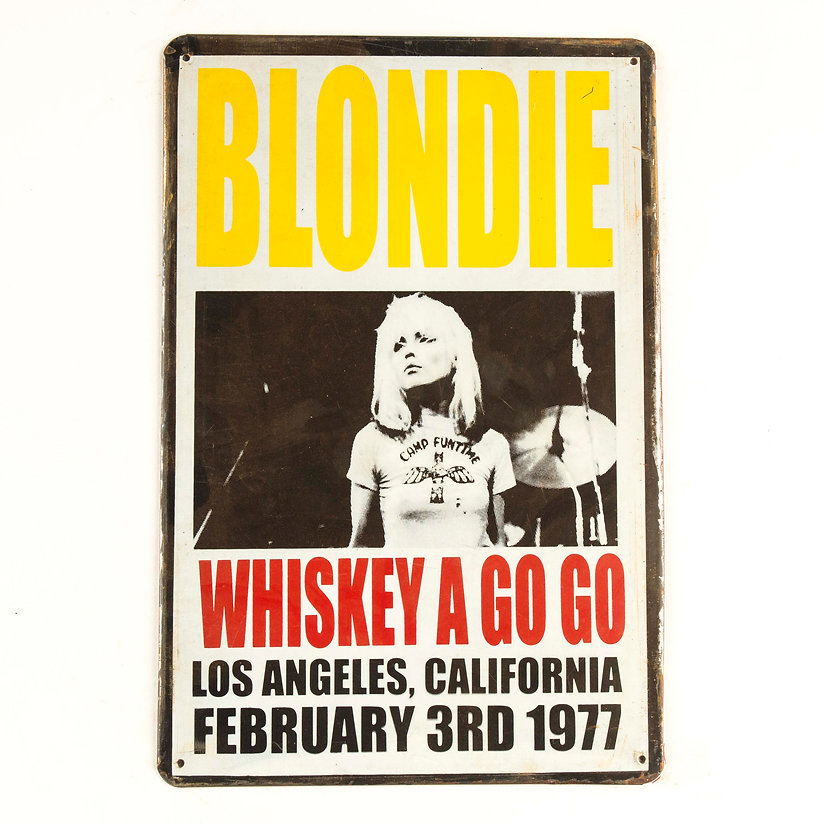 BLONDIE
CAMP FUNTIME
WHISKEY A GO GO
LOS ANGELES, CALIFORNIA
FEBRUARY 3RD 1977